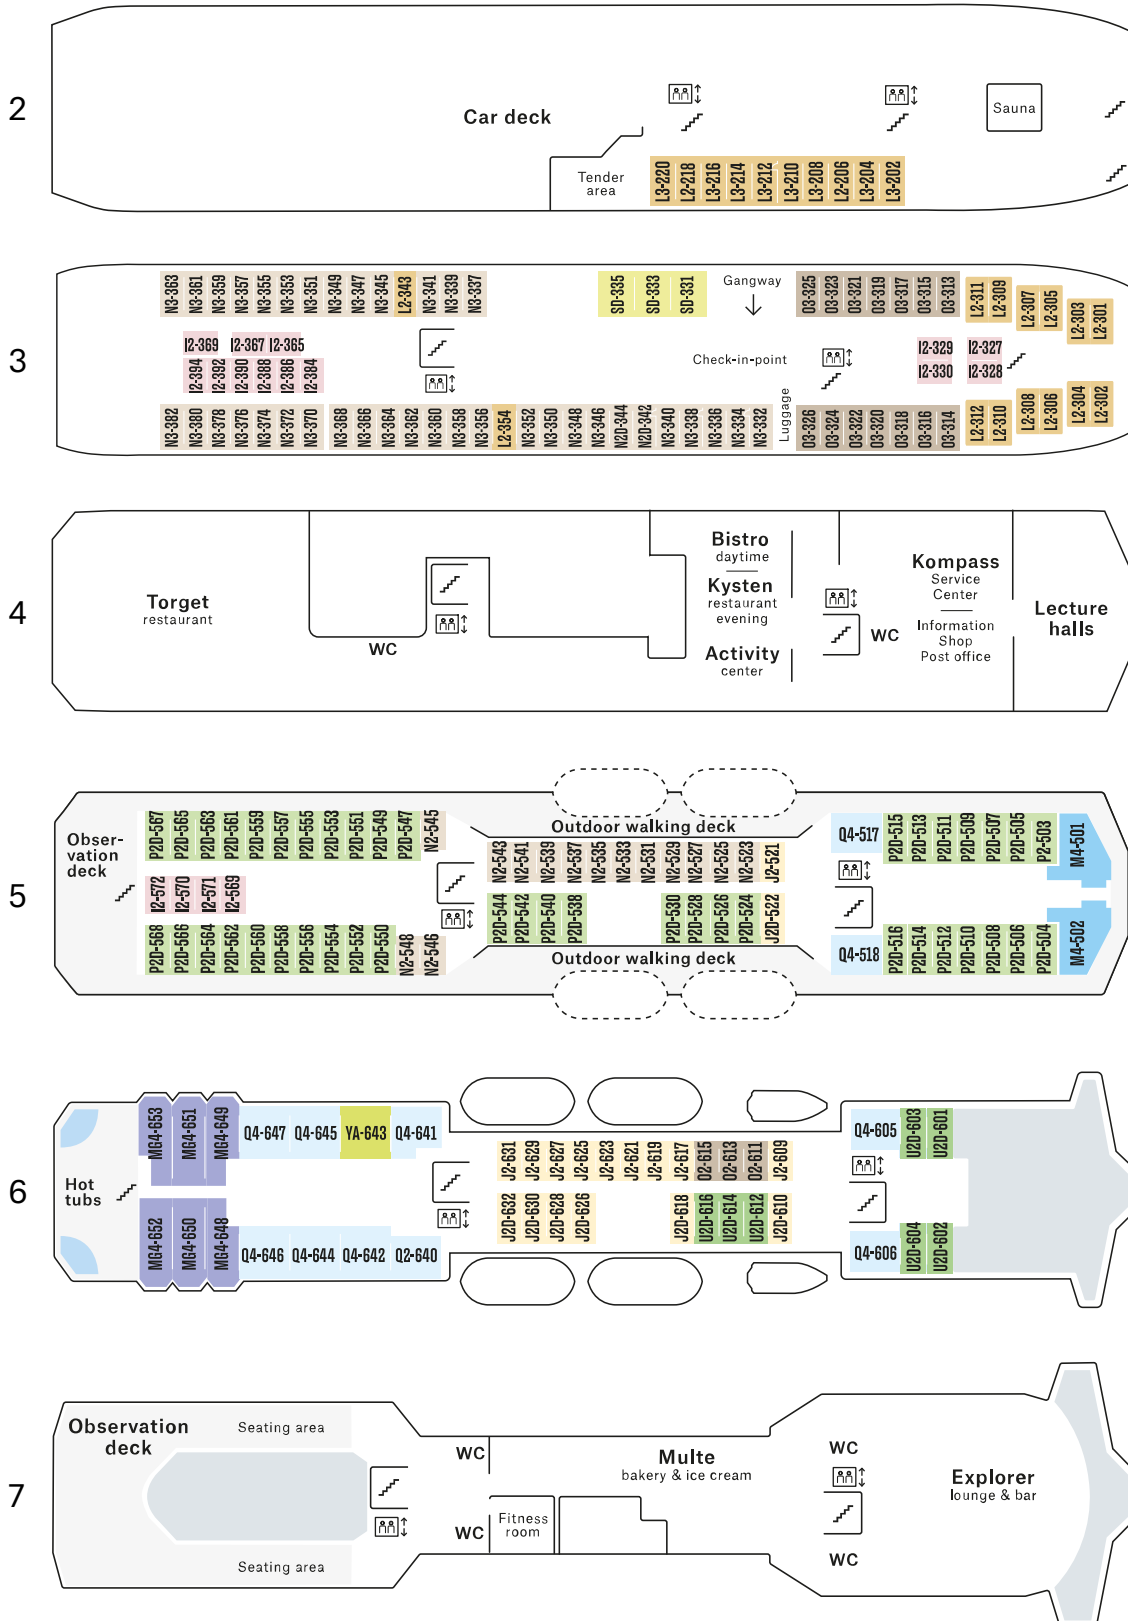 2
Car deck
Sauna
Tender
area
L3-220 L2-218 L3-216 L3-214 L3-212 L3-210 L3-208 L2-206 L3-204 L3-202
3
N3-363 N3-361 N3-359 N3-357 N3-355 N3-353 N3-351 N3-349 N3-347 N3-345 L2-343 N3-341 N3-339 N3-337
SD-335 SD-333 SD-331
Gangway
O3-325 O3-323 O3-321 O3-319 O3-317 O3-315 O3-313
L2-311 L2-309 L2-307 L2-305 L2-303 L2-301
I2-369 I2-367 I2-365
I2-394 I2-392 I2-390 I2-388 I2-386 I2-384
Check-in-point
I2-329 I2-327
I2-330 I2-328
N3-382 N3-380 N3-378 N3-376 N3-374 N3-372 N3-370 N3-368 N3-366 N3-364 N3-362 N3-360 N3-358 N3-356 L2-354 N3-352 N3-350 N3-348 N3-346 N2D-344 N2D-342 N3-340 N3-338 N3-336 N3-334 N3-332
Luggage
O3-326 O3-324 O3-322 O3-320 O3-318 O3-316 O3-314
L2-312 L2-310 L2-308 L2-306 L2-304 L2-302
4
Torget
restaurant
WC
Bistro
daytime
Kysten
restaurant
evening
Activity
center
WC
Kompass
Service
Center
Information
Shop
Post office
Lecture
halls
5
Obser-
vation
deck
P2D-567 P2D-565 P2D-563 P2D-561 P2D-559 P2D-557 P2D-555 P2D-553 P2D-551 P2D-549 P2D-547 N2-545
Outdoor walking deck
N2-543 N2-541 N2-539 N2-537 N2-535 N2-533 N2-531 N2-529 N2-527 N2-525 N2-523 J2-521
Q4-517
P2D-515 P2D-513 P2D-511 P2D-509 P2D-507 P2D-505 P2-503 M4-501
I2-572 I2-570 I2-571 I2-569
P2D-544 P2D-542 P2D-540 P2D-538 P2D-530 P2D-528 P2D-526 P2D-524 J2D-522
P2D-568 P2D-566 P2D-564 P2D-562 P2D-560 P2D-558 P2D-556 P2D-554 P2D-552 P2D-550 N2-548 N2-546
Outdoor walking deck
Q4-518
P2D-516 P2D-514 P2D-512 P2D-510 P2D-508 P2D-506 P2D-504 M4-502
6
Hot
tubs
MG4-653 MG4-651 MG4-649
Q4-647 Q4-645 YA-643 Q4-641
J2-631 J2-629 J2-627 J2-625 J2-623 J2-621 J2-619 J2-617 O2-615 O2-613 O2-611 J2-609
Q4-605 U2D-603 U2D-601
MG4-652 MG4-650 MG4-648
Q4-646 Q4-644 Q4-642 Q2-640
J2D-632 J2D-630 J2D-628 J2D-626 J2D-618 U2D-616 U2D-614 U2D-612 J2D-610
Q4-606 U2D-604 U2D-602
7
Observation
deck
Seating area
Seating area
WC
WC
Fitness
room
Multe
bakery & ice cream
WC
WC
Explorer
lounge & bar